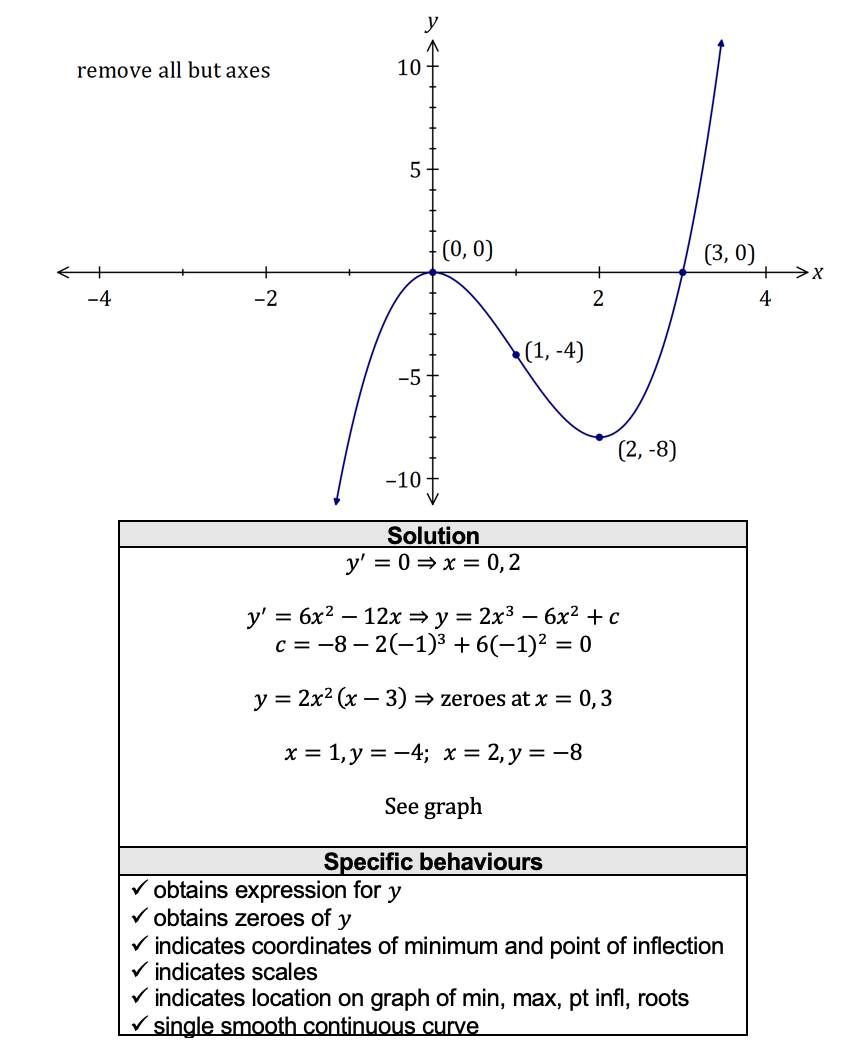 y
remove all but axes
10
5
(0, 0)
(3, 0)
x
−4
−2
2
4
(1, -4)
−5
(2, -8)
−10
Solution
y′ = 0 ⇒ x = 0, 2
y′ = 6x² − 12x ⇒ y = 2x³ − 6x² + c
c = −8 − 2(−1)³ + 6(−1)² = 0
y = 2x²(x − 3) ⇒ zeroes at x = 0, 3
x = 1, y = −4; x = 2, y = −8
See graph
Specific behaviours
✓ obtains expression for y
✓ obtains zeroes of y
✓ indicates coordinates of minimum and point of inflection
✓ indicates scales
✓ indicates location on graph of min, max, pt infl, roots
✓ single smooth continuous curve